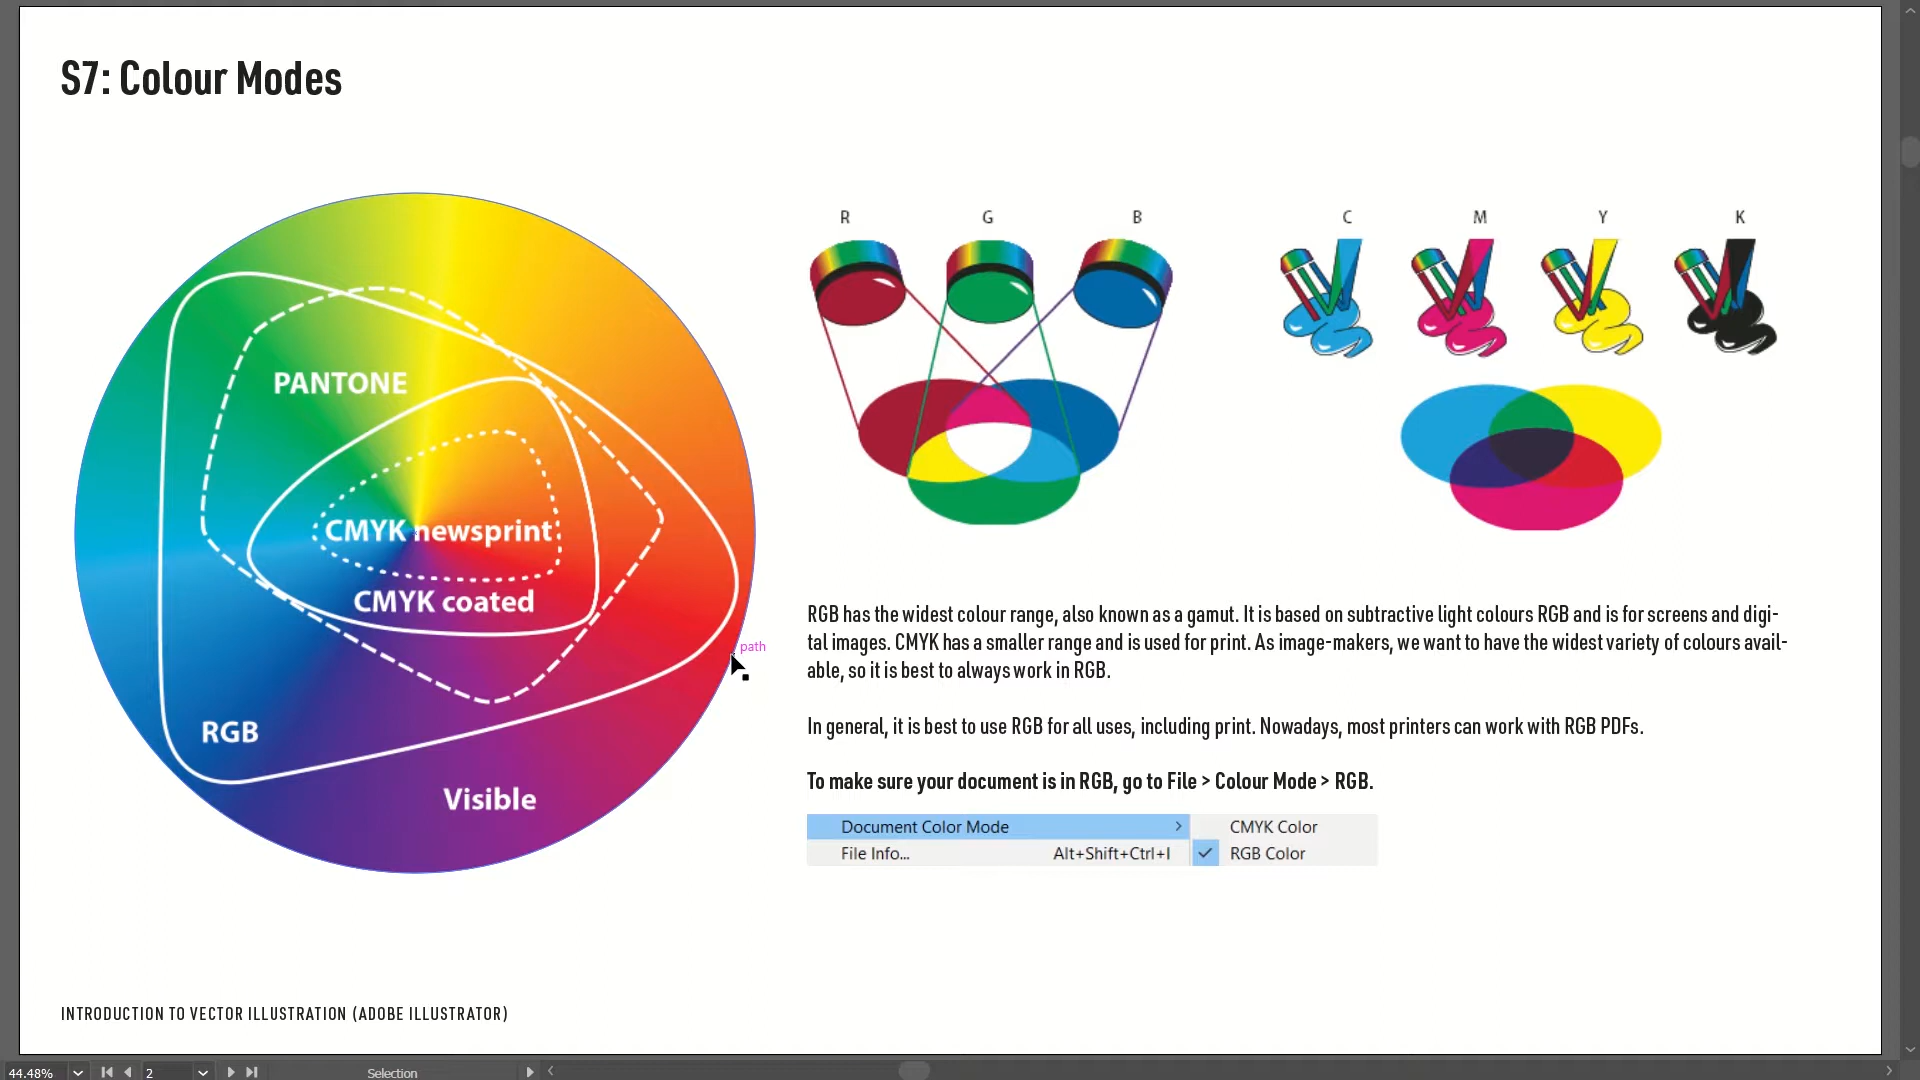 S7: Colour Modes
PANTONE
CMYK newsprint
CMYK coated
RGB
Visible
path
R G B
C M Y K
RGB has the widest colour range, also known as a gamut. It is based on subtractive light colours RGB and is for screens and digi-
tal images. CMYK has a smaller range and is used for print. As image-makers, we want to have the widest variety of colours avail-
able, so it is best to always work in RGB.
In general, it is best to use RGB for all uses, including print. Nowadays, most printers can work with RGB PDFs.
To make sure your document is in RGB, go to File > Colour Mode > RGB.
Document Color Mode > CMYK Color
File Info... Alt+Shift+Ctrl+I ✓ RGB Color
INTRODUCTION TO VECTOR ILLUSTRATION (ADOBE ILLUSTRATOR)
44.48% 2 Selection